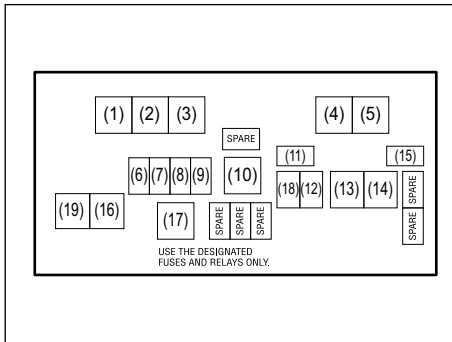 (1) (2) (3) (4) (5)
SPARE
(11) (15)
(6) (7) (8) (9) (10) (18) (12) (13) (14) SPARE
(19) (16) (17) SPARE SPARE SPARE SPARE
USE THE DESIGNATED
FUSES AND RELAYS ONLY.